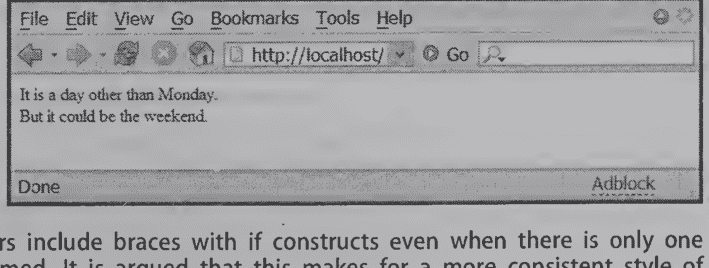 File Edit View Go Bookmarks Tools Help
http://localhost/ Go
It is a day other than Monday.
But it could be the weekend.
Done Adblock
rs include braces with if constructs even when there is only one
med. It is argued that this makes for a more consistent style of